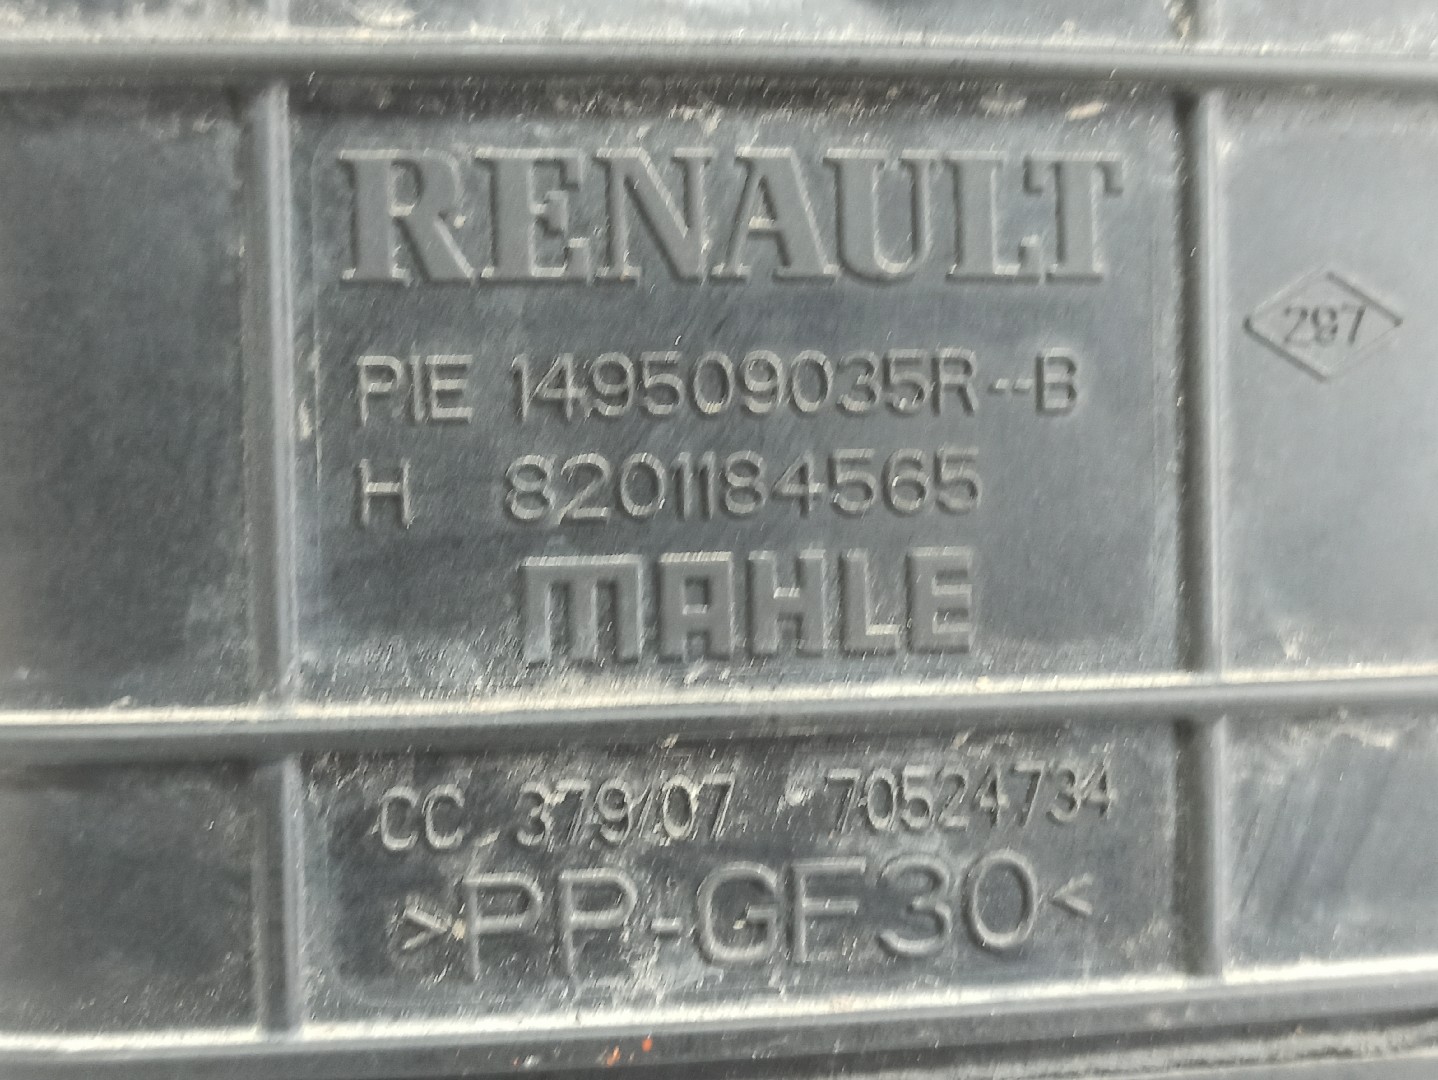 RENAULT
PIE 149509035R--B
297
H 8201184565
MAHLE
CC 379/07 70524734
>PP-GF30<